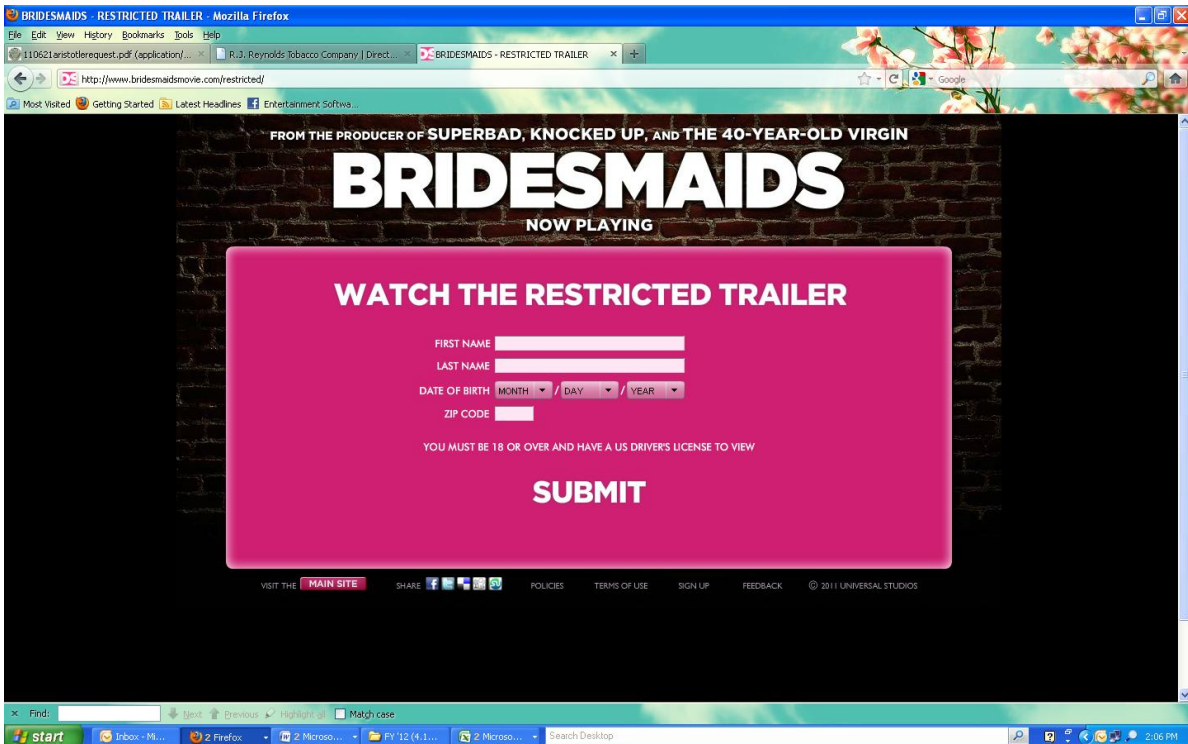 BRIDESMAIDS - RESTRICTED TRAILER - Mozilla Firefox
File Edit View History Bookmarks Tools Help
110621aristotlerequest.pdf (application/... R.J. Reynolds Tobacco Company | Direct... BRIDESMAIDS - RESTRICTED TRAILER
http://www.bridesmaidsmovie.com/restricted/ Google
Most Visited Getting Started Latest Headlines Entertainment Softwa...
FROM THE PRODUCER OF SUPERBAD, KNOCKED UP, AND THE 40-YEAR-OLD VIRGIN
BRIDESMAIDS
NOW PLAYING
WATCH THE RESTRICTED TRAILER
FIRST NAME
LAST NAME
DATE OF BIRTH MONTH / DAY / YEAR
ZIP CODE
YOU MUST BE 18 OR OVER AND HAVE A US DRIVER'S LICENSE TO VIEW
SUBMIT
VISIT THE MAIN SITE SHARE POLICIES TERMS OF USE SIGN UP FEEDBACK © 2011 UNIVERSAL STUDIOS
Find: Next Previous Highlight all Match case
start Inbox - Mi... 2 Firefox 2 Microso... FY '12 (4.1... 2 Microso... Search Desktop 2:06 PM